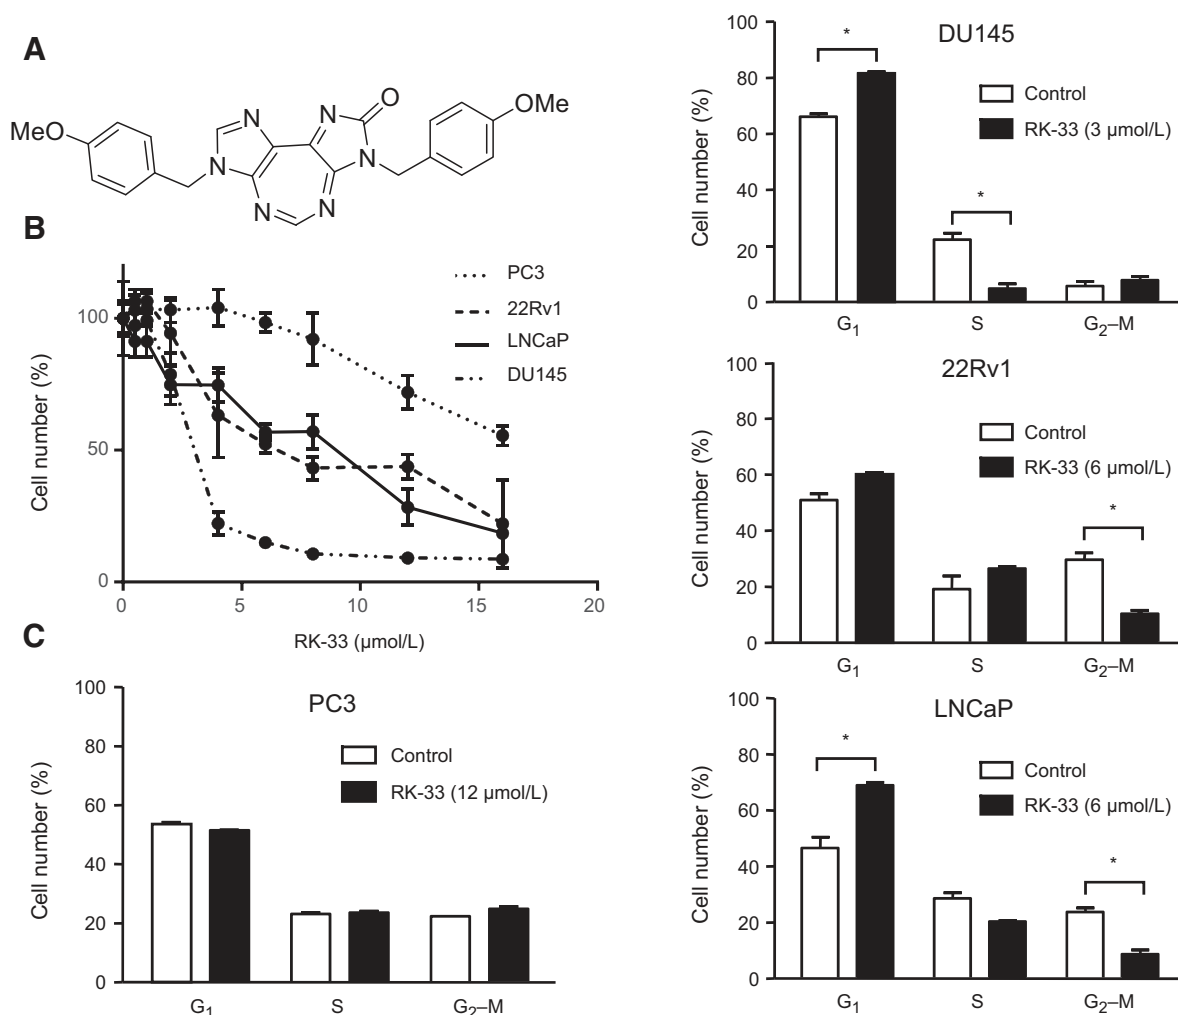 A
MeO
N
N
N
N
N
N
O
OMe
B
Cell number (%)
100
50
0
0 5 10 15 20
RK-33 (µmol/L)
PC3
22Rv1
LNCaP
DU145
C
PC3
Cell number (%)
100
80
60
40
20
0
Control
RK-33 (12 µmol/L)
G1 S G2–M
DU145
Cell number (%)
100
80
60
40
20
0
*
*
Control
RK-33 (3 µmol/L)
G1 S G2–M
22Rv1
Cell number (%)
100
80
60
40
20
0
*
Control
RK-33 (6 µmol/L)
G1 S G2–M
LNCaP
Cell number (%)
100
80
60
40
20
0
*
*
Control
RK-33 (6 µmol/L)
G1 S G2–M